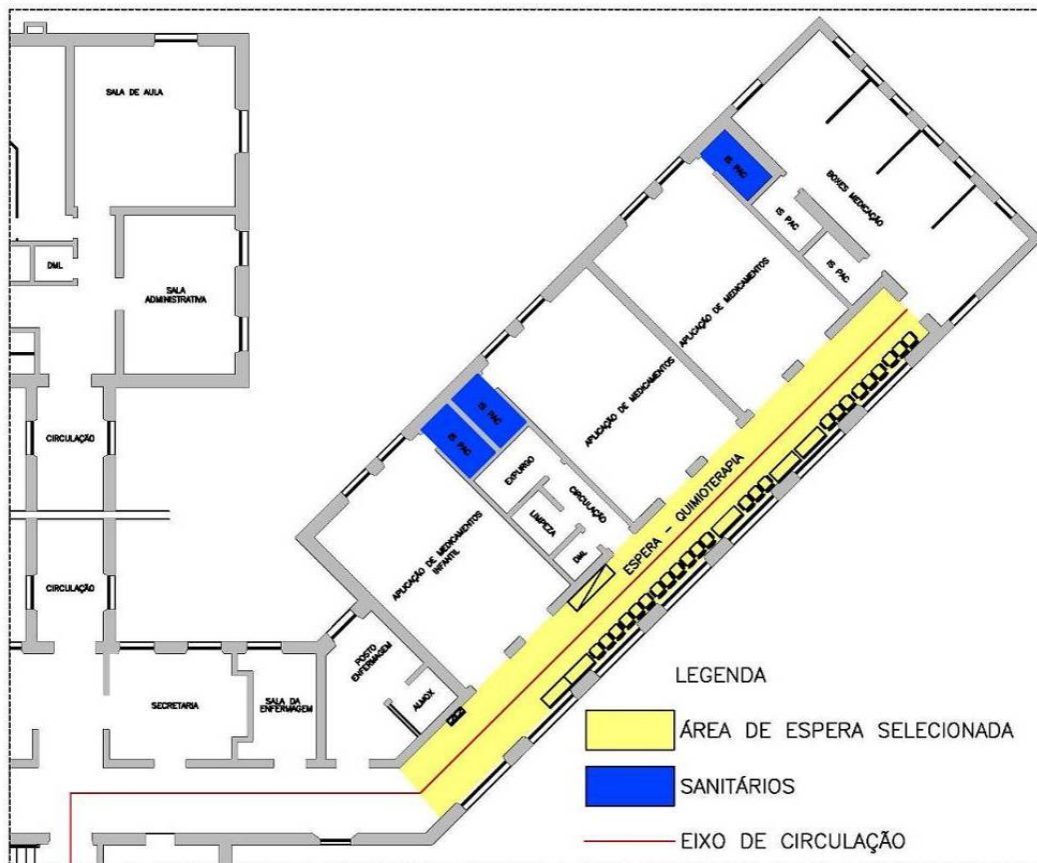 SALA DE AULA
DML
SALA
ADMINISTRATIVA
CIRCULAÇÃO
CIRCULAÇÃO
SECRETARIA
SALA DA
ENFERMAGEM
POSTO
ENFERMAGEM
ALMOX
APLICAÇÃO DE MEDICAMENTOS
INFANTIL
IS PAC
IS PAC
EXPURGO
LIMPEZA
CIRCULAÇÃO
DML
APLICAÇÃO DE MEDICAMENTOS
APLICAÇÃO DE MEDICAMENTOS
IS PAC
IS PAC
IS PAC
BOXES MEDICAÇÃO
ESPERA - QUIMIOTERAPIA
LEGENDA
ÁREA DE ESPERA SELECIONADA
SANITÁRIOS
EIXO DE CIRCULAÇÃO